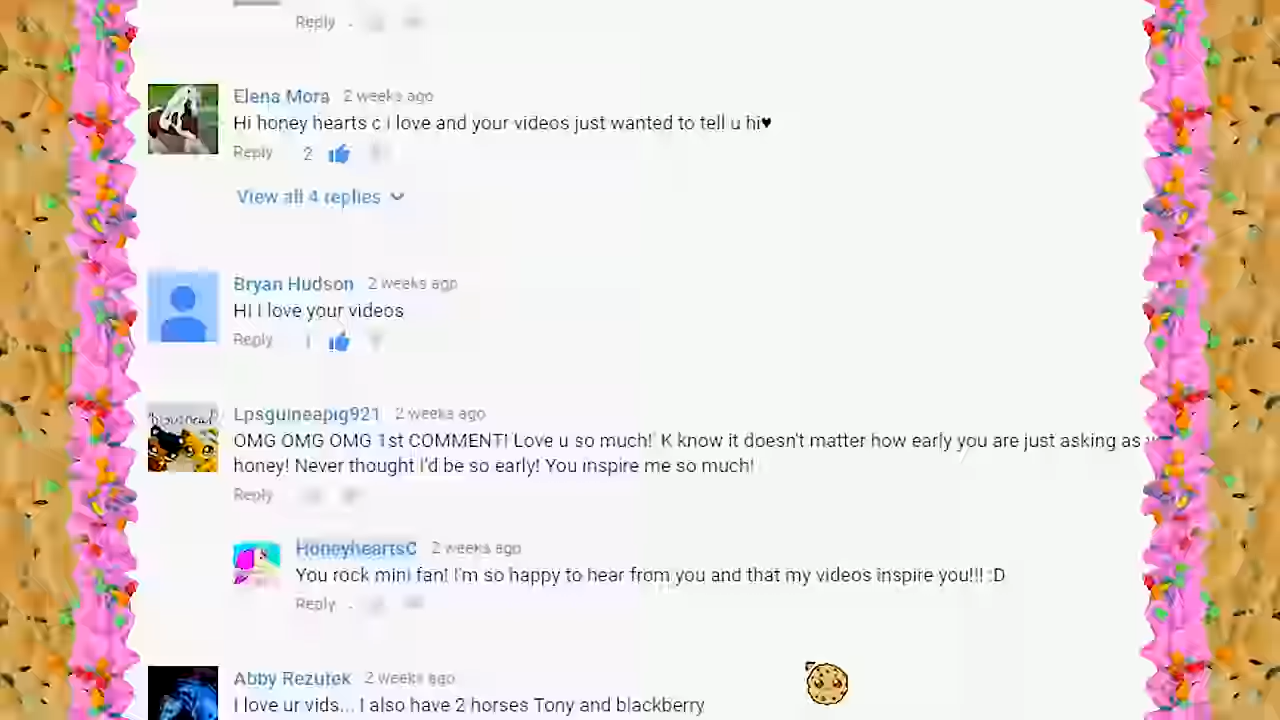 Reply .
Elena Mora 2 weeks ago
Hi honey hearts c i love and your videos just wanted to tell u hi♥
Reply 2
View all 4 replies
Bryan Hudson 2 weeks ago
Hi I love your videos
Reply 1
Lpsguineapig921 2 weeks ago
OMG OMG OMG 1st COMMENT! Love u so much! K know it doesn't matter how early you are just asking as
honey! Never thought I'd be so early! You inspire me so much!
Reply
HoneyheartsC 2 weeks ago
You rock mini fan! I'm so happy to hear from you and that my videos inspire you!!! :D
Reply .
Abby Rezutek 2 weeks ago
I love ur vids... I also have 2 horses Tony and blackberry